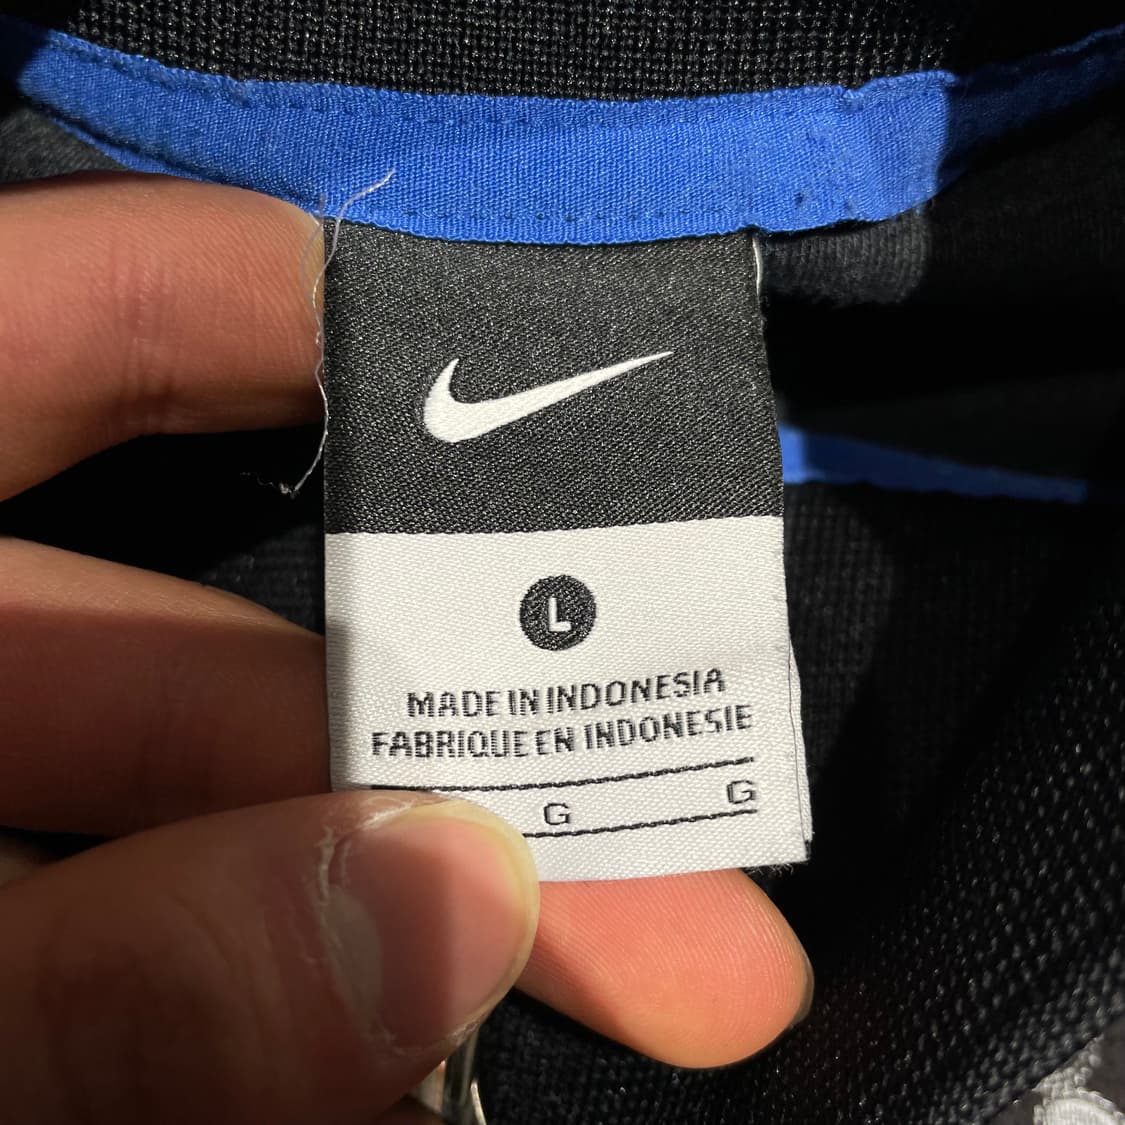 L
MADE IN INDONESIA
FABRIQUE EN INDONESIE
G G